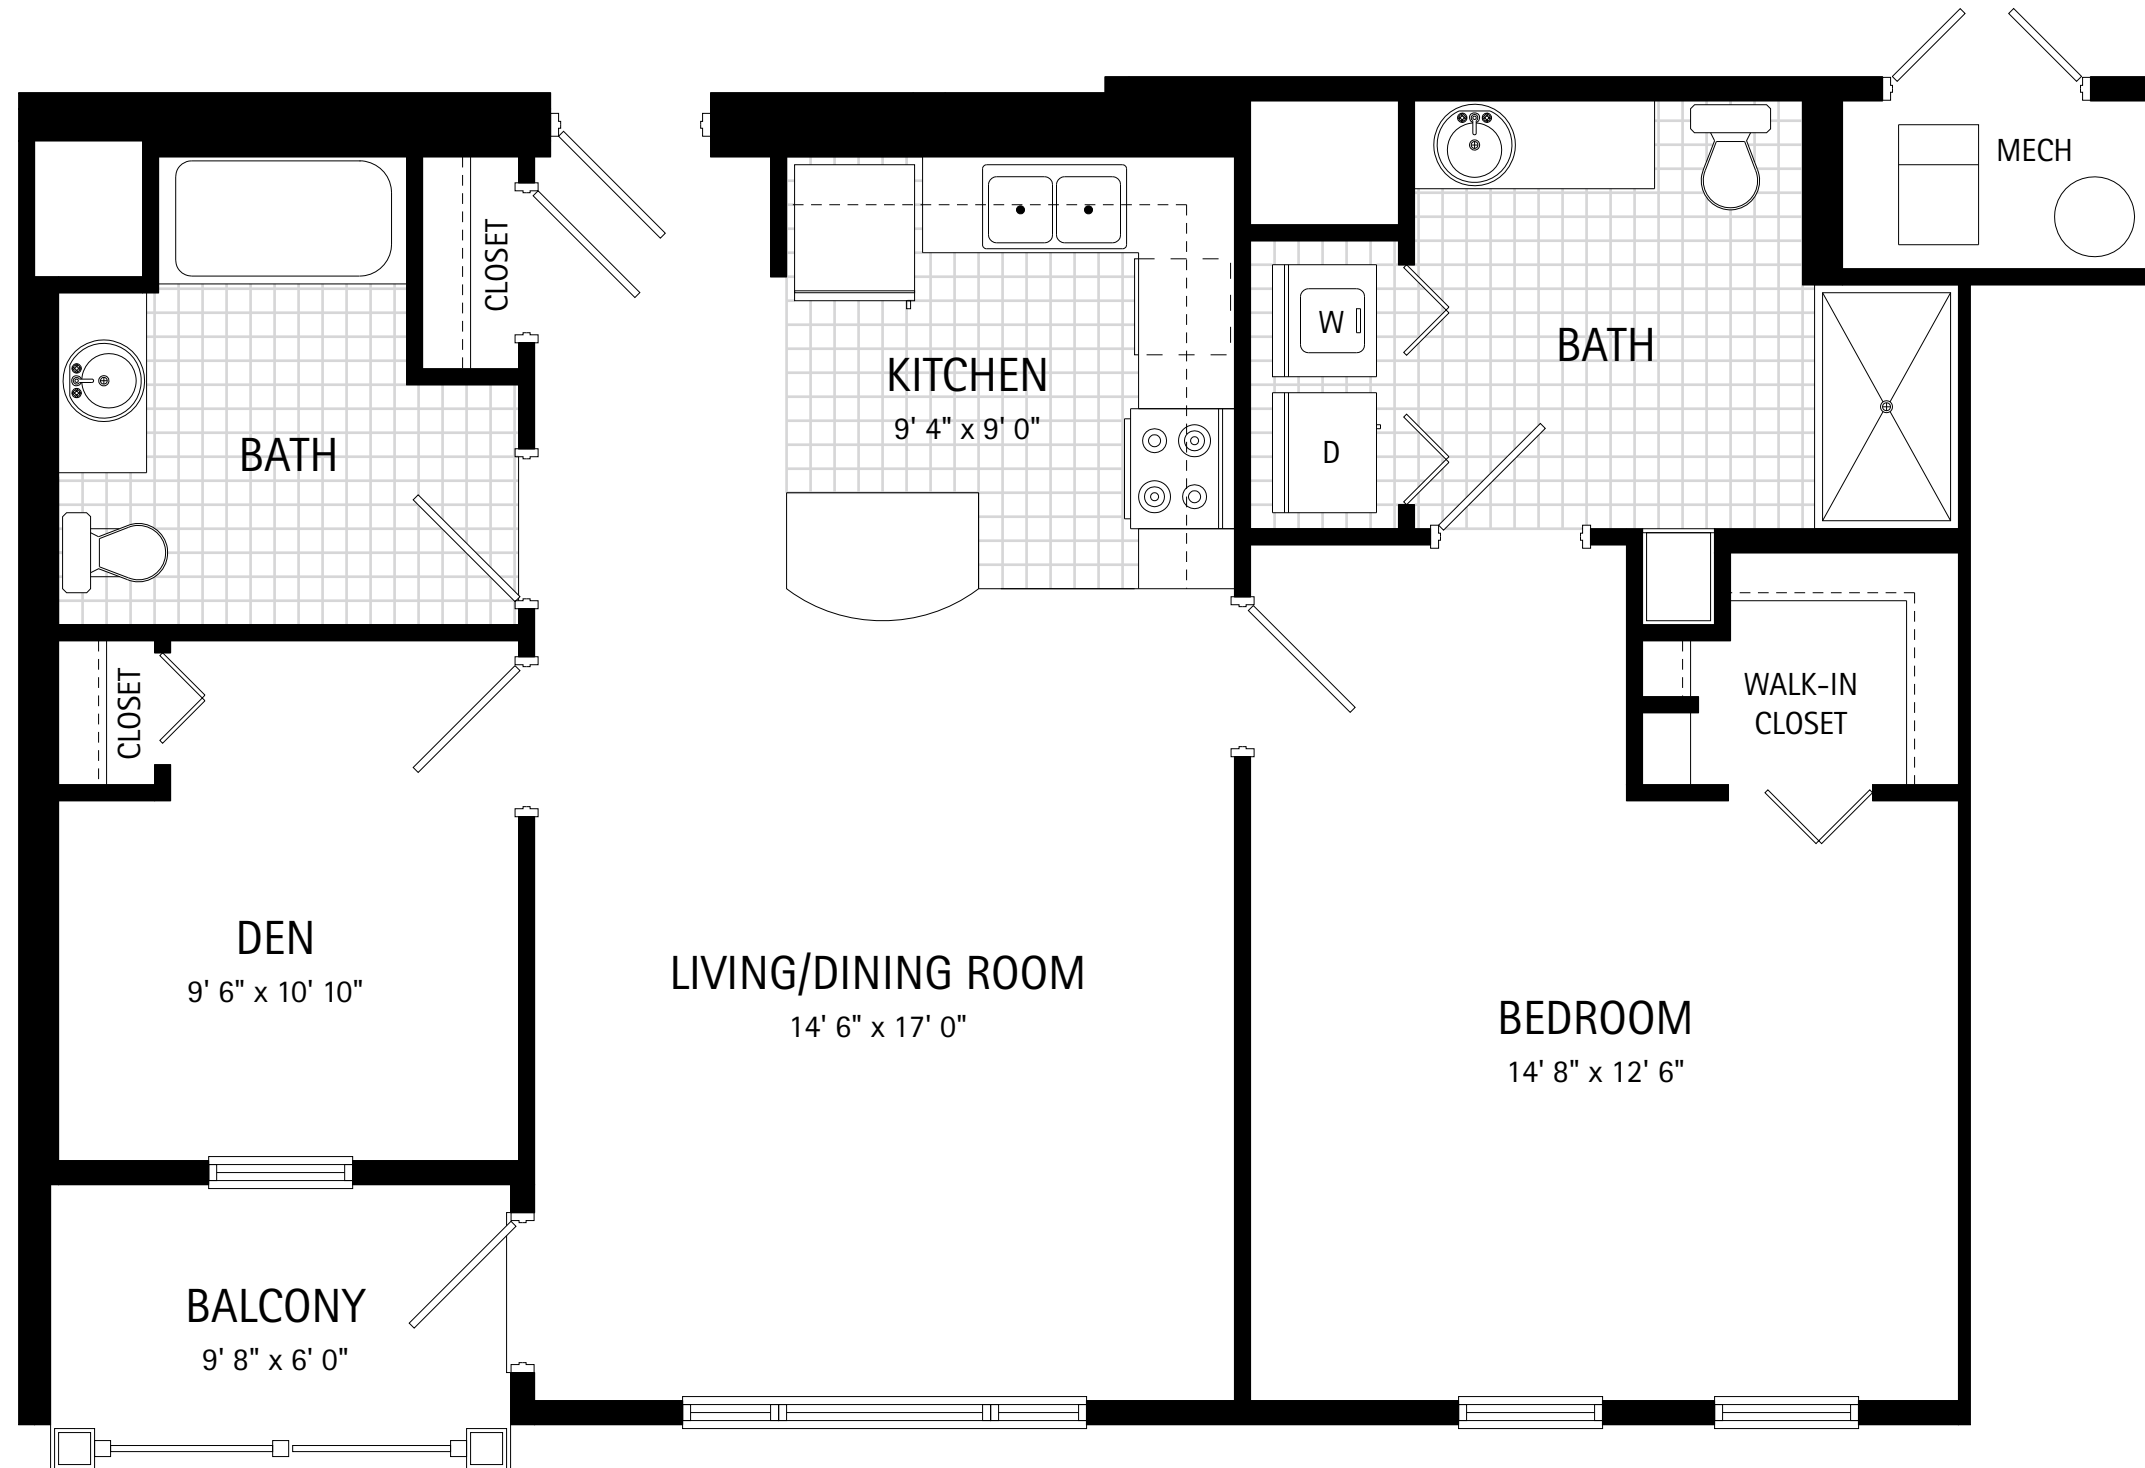 MECH
CLOSET
KITCHEN
9' 4" x 9' 0"
W
D
BATH
BATH
CLOSET
WALK-IN
CLOSET
DEN
9' 6" x 10' 10"
LIVING/DINING ROOM
14' 6" x 17' 0"
BEDROOM
14' 8" x 12' 6"
BALCONY
9' 8" x 6' 0"